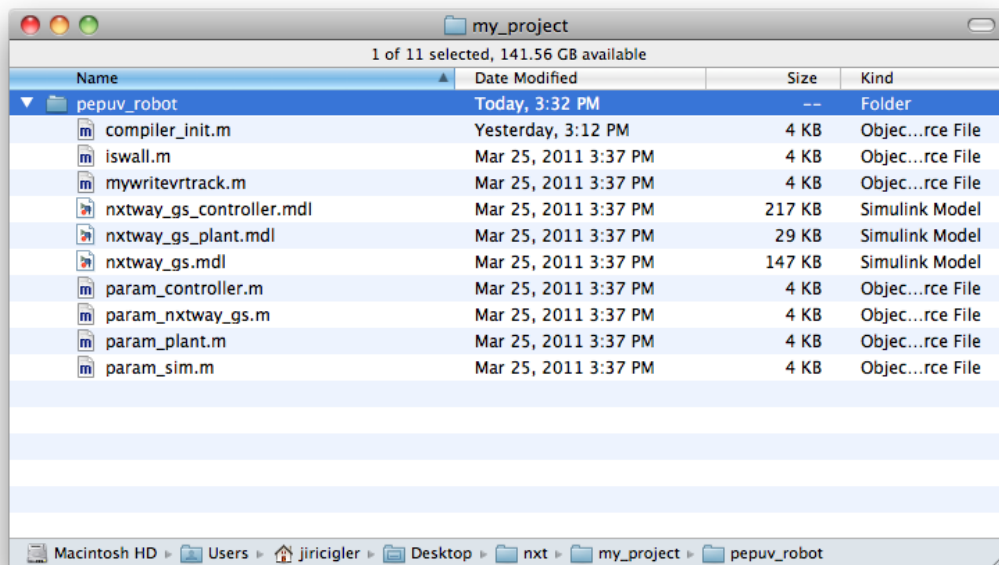 my_project
1 of 11 selected, 141.56 GB available
Name Date Modified Size Kind
pepuv_robot Today, 3:32 PM -- Folder
m compiler_init.m Yesterday, 3:12 PM 4 KB Objec...rce File
m iswall.m Mar 25, 2011 3:37 PM 4 KB Objec...rce File
m mywritevrtrack.m Mar 25, 2011 3:37 PM 4 KB Objec...rce File
nxtway_gs_controller.mdl Mar 25, 2011 3:37 PM 217 KB Simulink Model
nxtway_gs_plant.mdl Mar 25, 2011 3:37 PM 29 KB Simulink Model
nxtway_gs.mdl Mar 25, 2011 3:37 PM 147 KB Simulink Model
m param_controller.m Mar 25, 2011 3:37 PM 4 KB Objec...rce File
m param_nxtway_gs.m Mar 25, 2011 3:37 PM 4 KB Objec...rce File
m param_plant.m Mar 25, 2011 3:37 PM 4 KB Objec...rce File
m param_sim.m Mar 25, 2011 3:37 PM 4 KB Objec...rce File
Macintosh HD Users jiricigler Desktop nxt my_project pepuv_robot